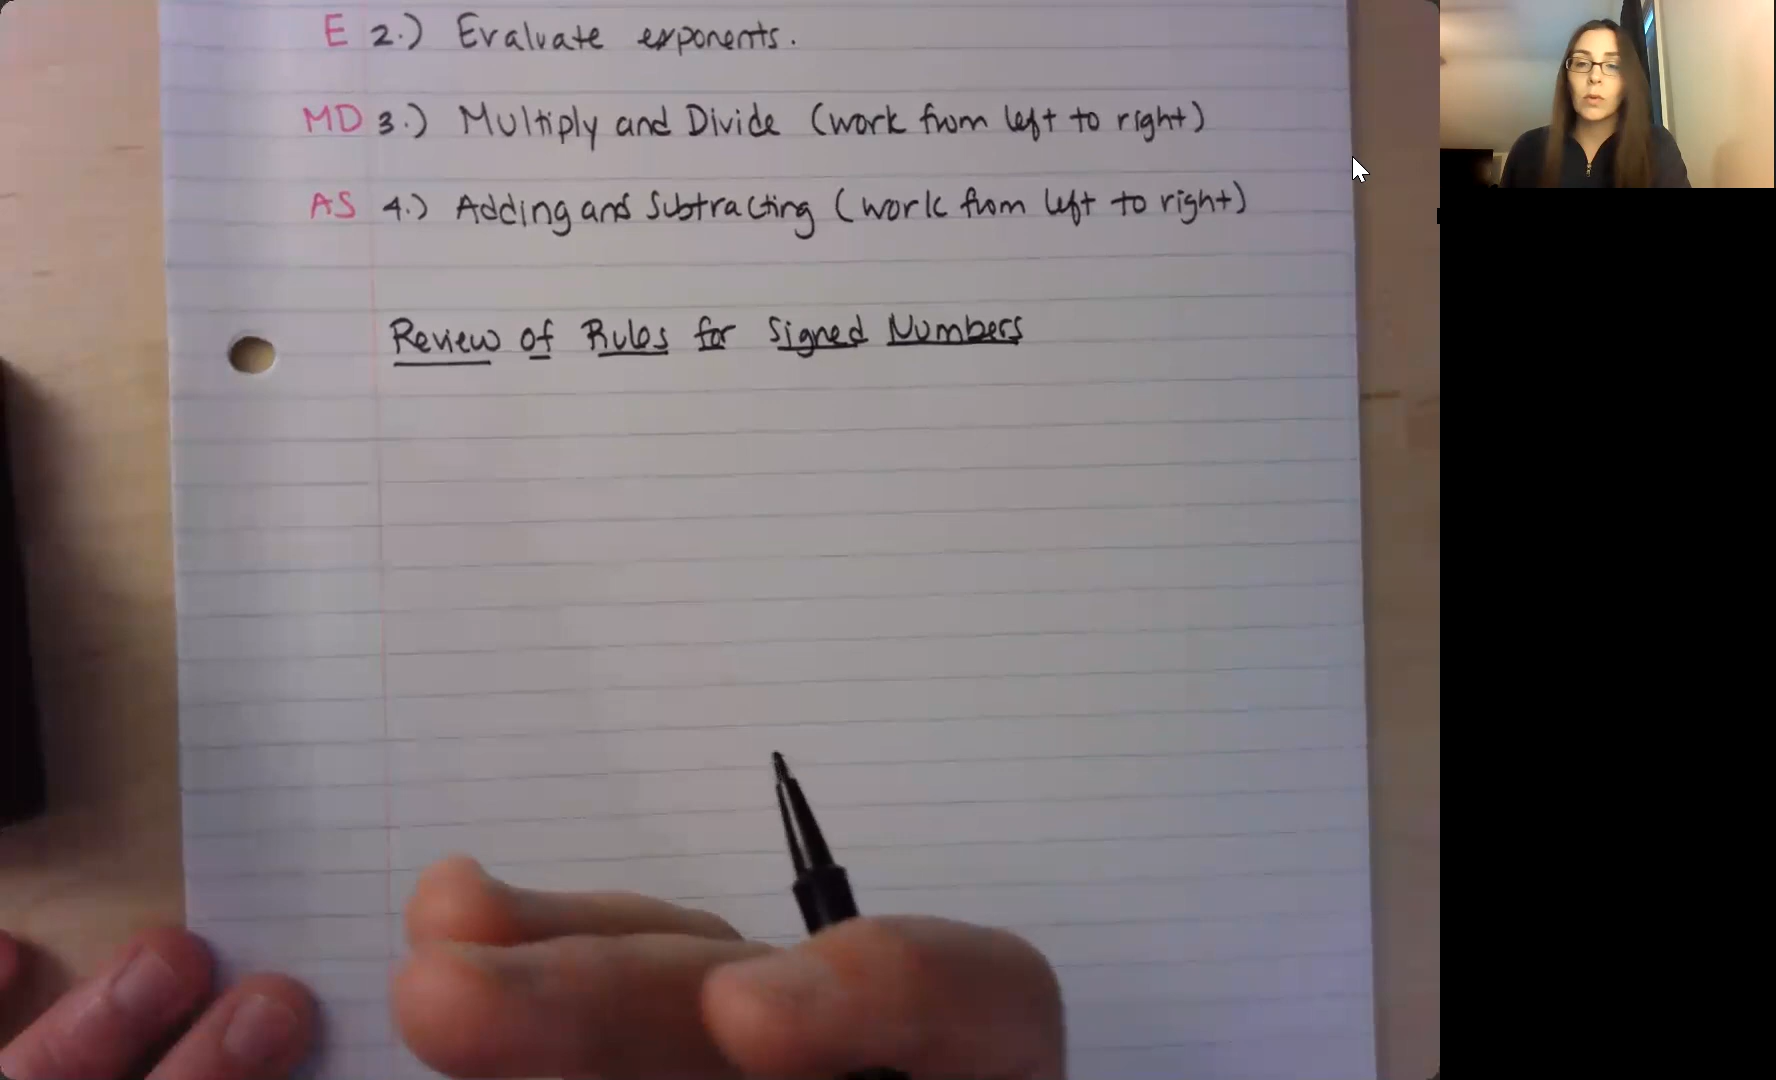 E 2.) Evaluate exponents.
MD 3.) Multiply and Divide (work from left to right)
AS 4.) Adding and Subtracting (work from left to right)
Review of Rules for Signed Numbers